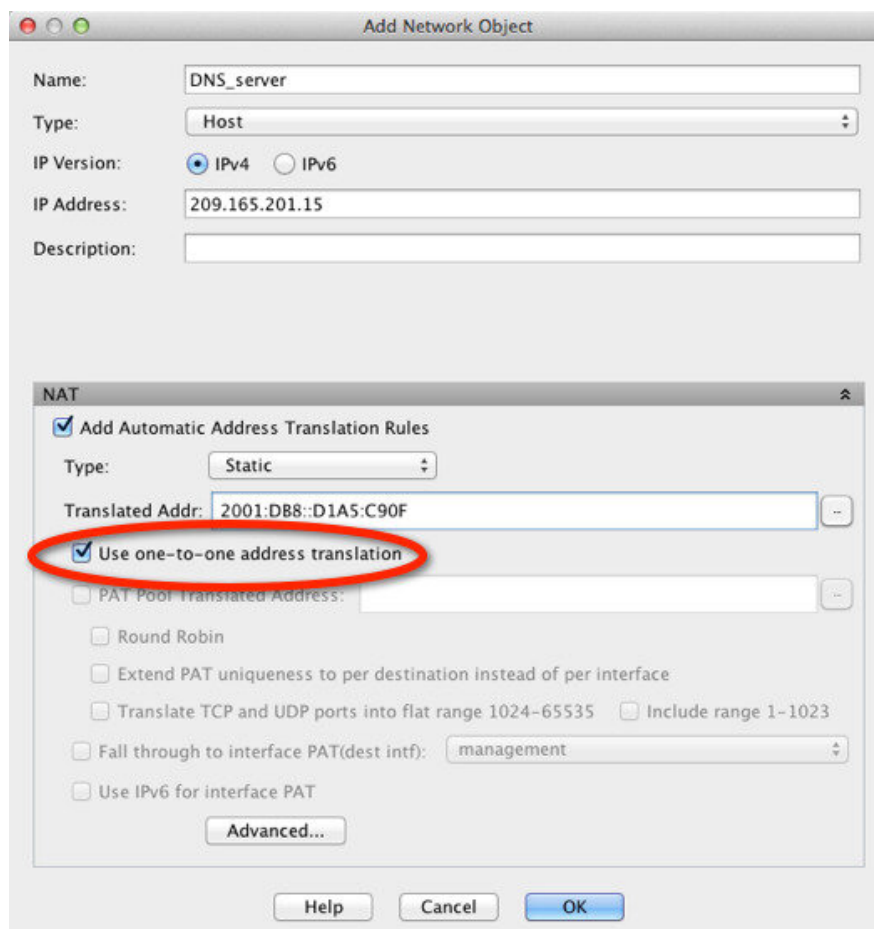 Add Network Object
Name: DNS_server
Type: Host
IP Version: IPv4 IPv6
IP Address: 209.165.201.15
Description:
NAT
Add Automatic Address Translation Rules
Type: Static
Translated Addr: 2001:DB8::D1A5:C90F ...
Use one-to-one address translation
PAT Pool Translated Address: ...
Round Robin
Extend PAT uniqueness to per destination instead of per interface
Translate TCP and UDP ports into flat range 1024-65535 Include range 1-1023
Fall through to interface PAT(dest intf): management
Use IPv6 for interface PAT
Advanced...
Help Cancel OK